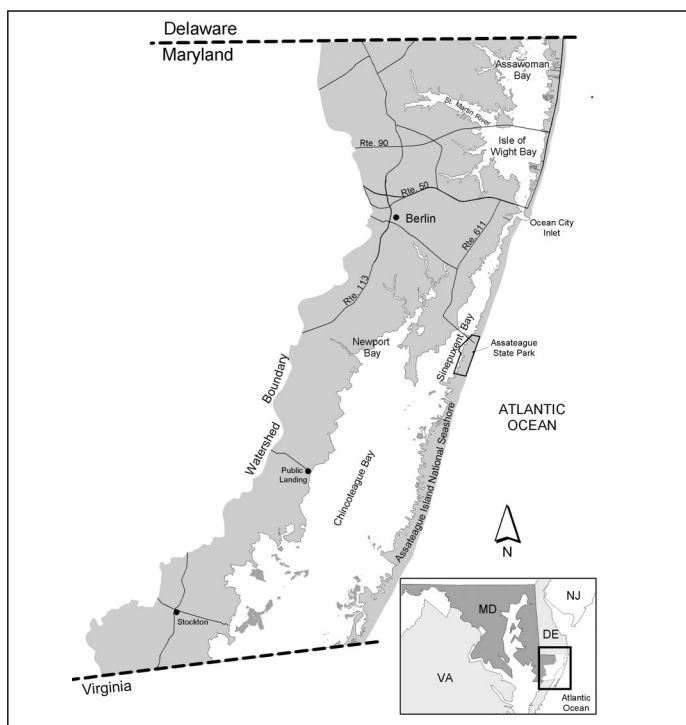 Delaware
Maryland
Assawoman
Bay
St. Martin River
Rte. 90
Isle of
Wight Bay
Rte. 50
Berlin
Rte. 611
Ocean City
Inlet
Rte. 113
Newport
Bay
Sinepuxent Bay
Assateague
State Park
Watershed Boundary
ATLANTIC
OCEAN
Assateague Island National Seashore
Public
Landing
Chincoteague Bay
N
Stockton
Virginia
MD
NJ
DE
VA
Atlantic
Ocean